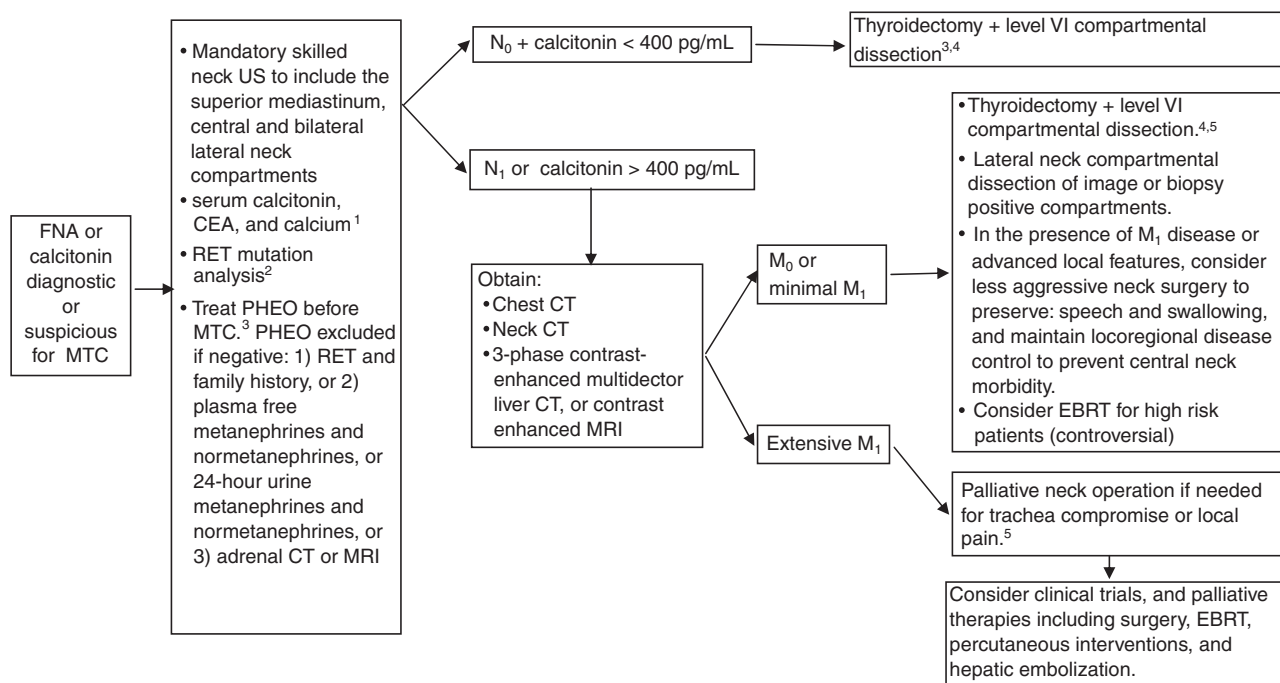 FNA or
calcitonin
diagnostic
or
suspicious
for MTC
• Mandatory skilled
neck US to include the
superior mediastinum,
central and bilateral
lateral neck
compartments
• serum calcitonin,
CEA, and calcium¹
• RET mutation
analysis²
• Treat PHEO before
MTC.³ PHEO excluded
if negative: 1) RET and
family history, or 2)
plasma free
metanephrines and
normetanephrines, or
24-hour urine
metanephrines and
normetanephrines, or
3) adrenal CT or MRI
N₀ + calcitonin < 400 pg/mL
Thyroidectomy + level VI compartmental
dissection³,⁴
N₁ or calcitonin > 400 pg/mL
Obtain:
•Chest CT
•Neck CT
•3-phase contrast-
enhanced multidector
liver CT, or contrast
enhanced MRI
M₀ or
minimal M₁
•Thyroidectomy + level VI
compartmental dissection.⁴,⁵
• Lateral neck compartmental
dissection of image or biopsy
positive compartments.
• In the presence of M₁ disease or
advanced local features, consider
less aggressive neck surgery to
preserve: speech and swallowing,
and maintain locoregional disease
control to prevent central neck
morbidity.
• Consider EBRT for high risk
patients (controversial)
Extensive M₁
Palliative neck operation if needed
for trachea compromise or local
pain.⁵
Consider clinical trials, and palliative
therapies including surgery, EBRT,
percutaneous interventions, and
hepatic embolization.